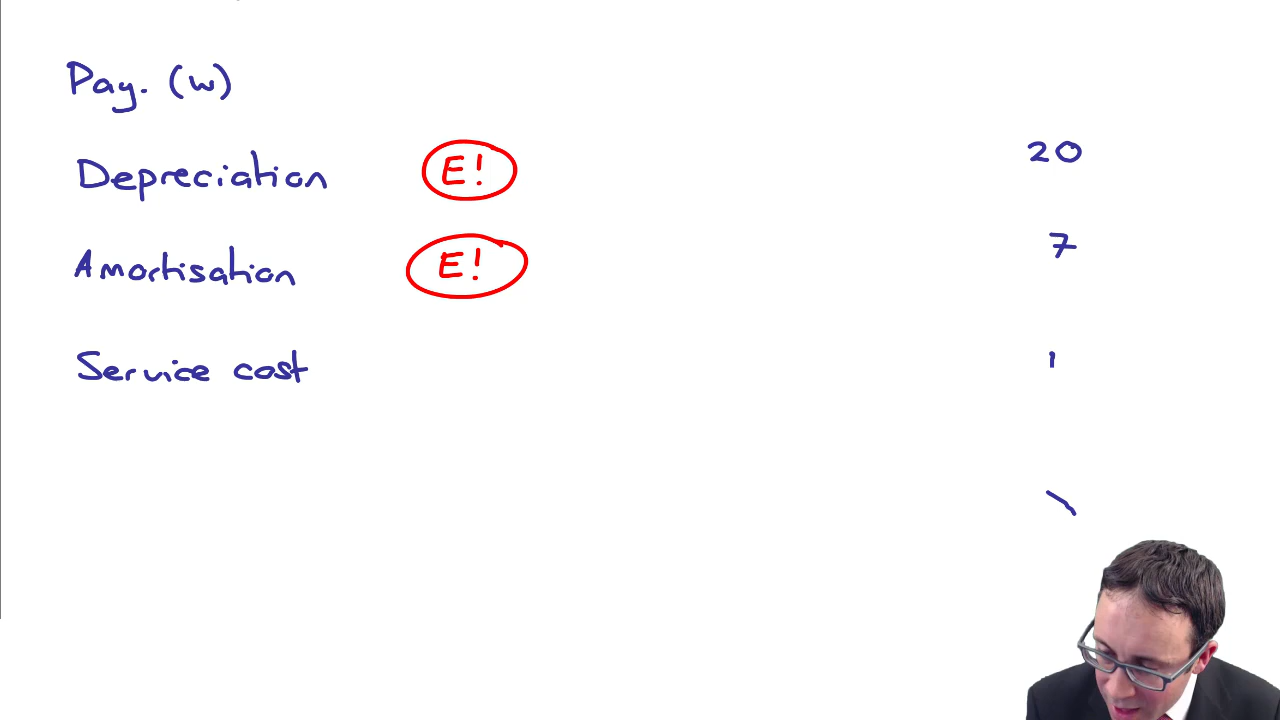 Pay. (w)
Depreciation E! 20
Amortisation E! 7
Service cost 1